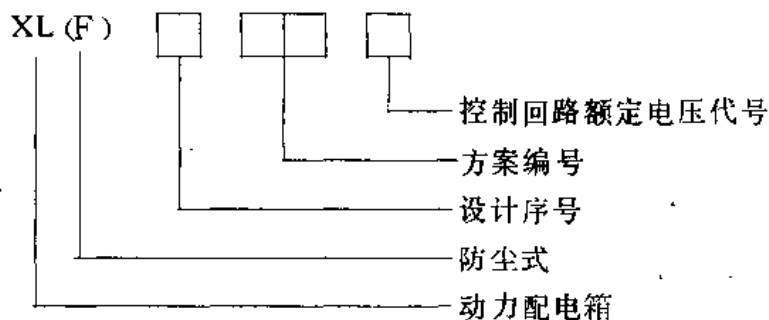 XL(F)
控制回路额定电压代号
方案编号
设计序号
防尘式
动力配电箱